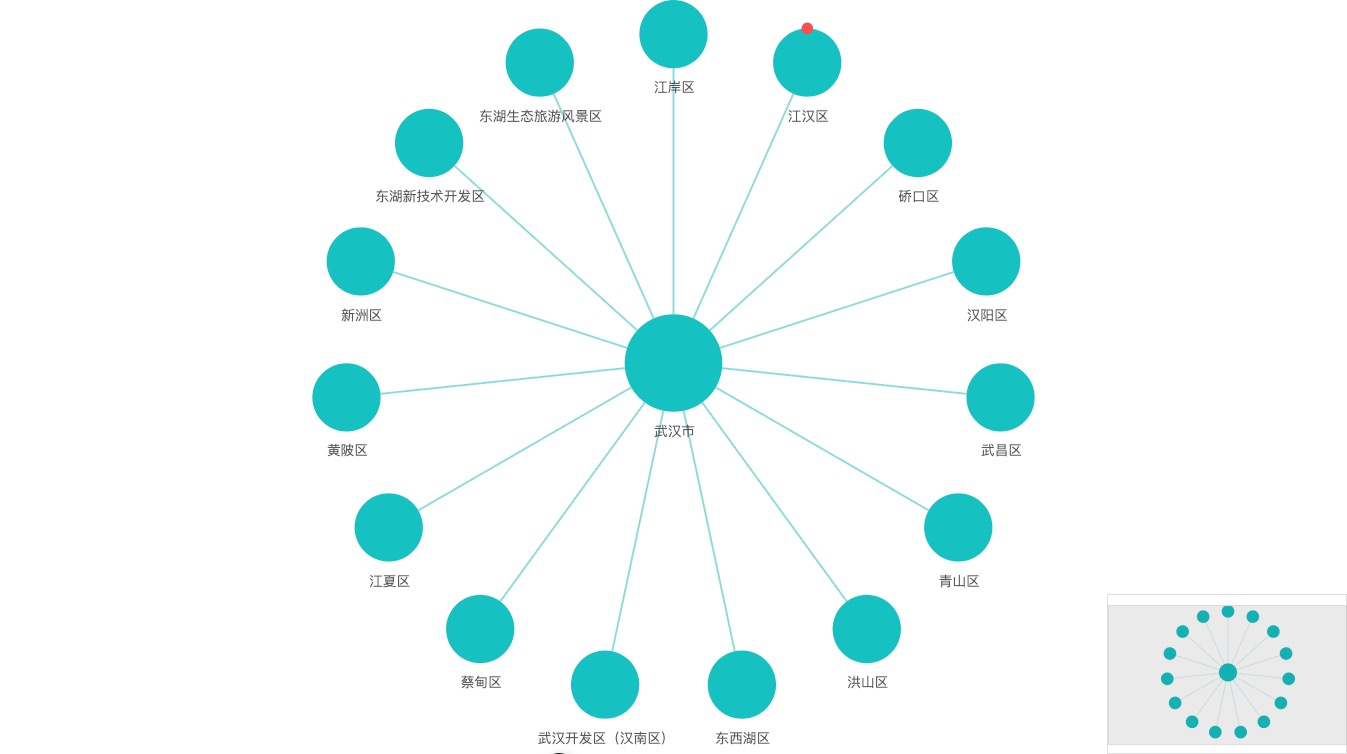 江岸区
东湖生态旅游风景区
江汉区
东湖新技术开发区
硚口区
新洲区
汉阳区
武汉市
黄陂区
武昌区
江夏区
青山区
蔡甸区
洪山区
武汉开发区（汉南区）
东西湖区